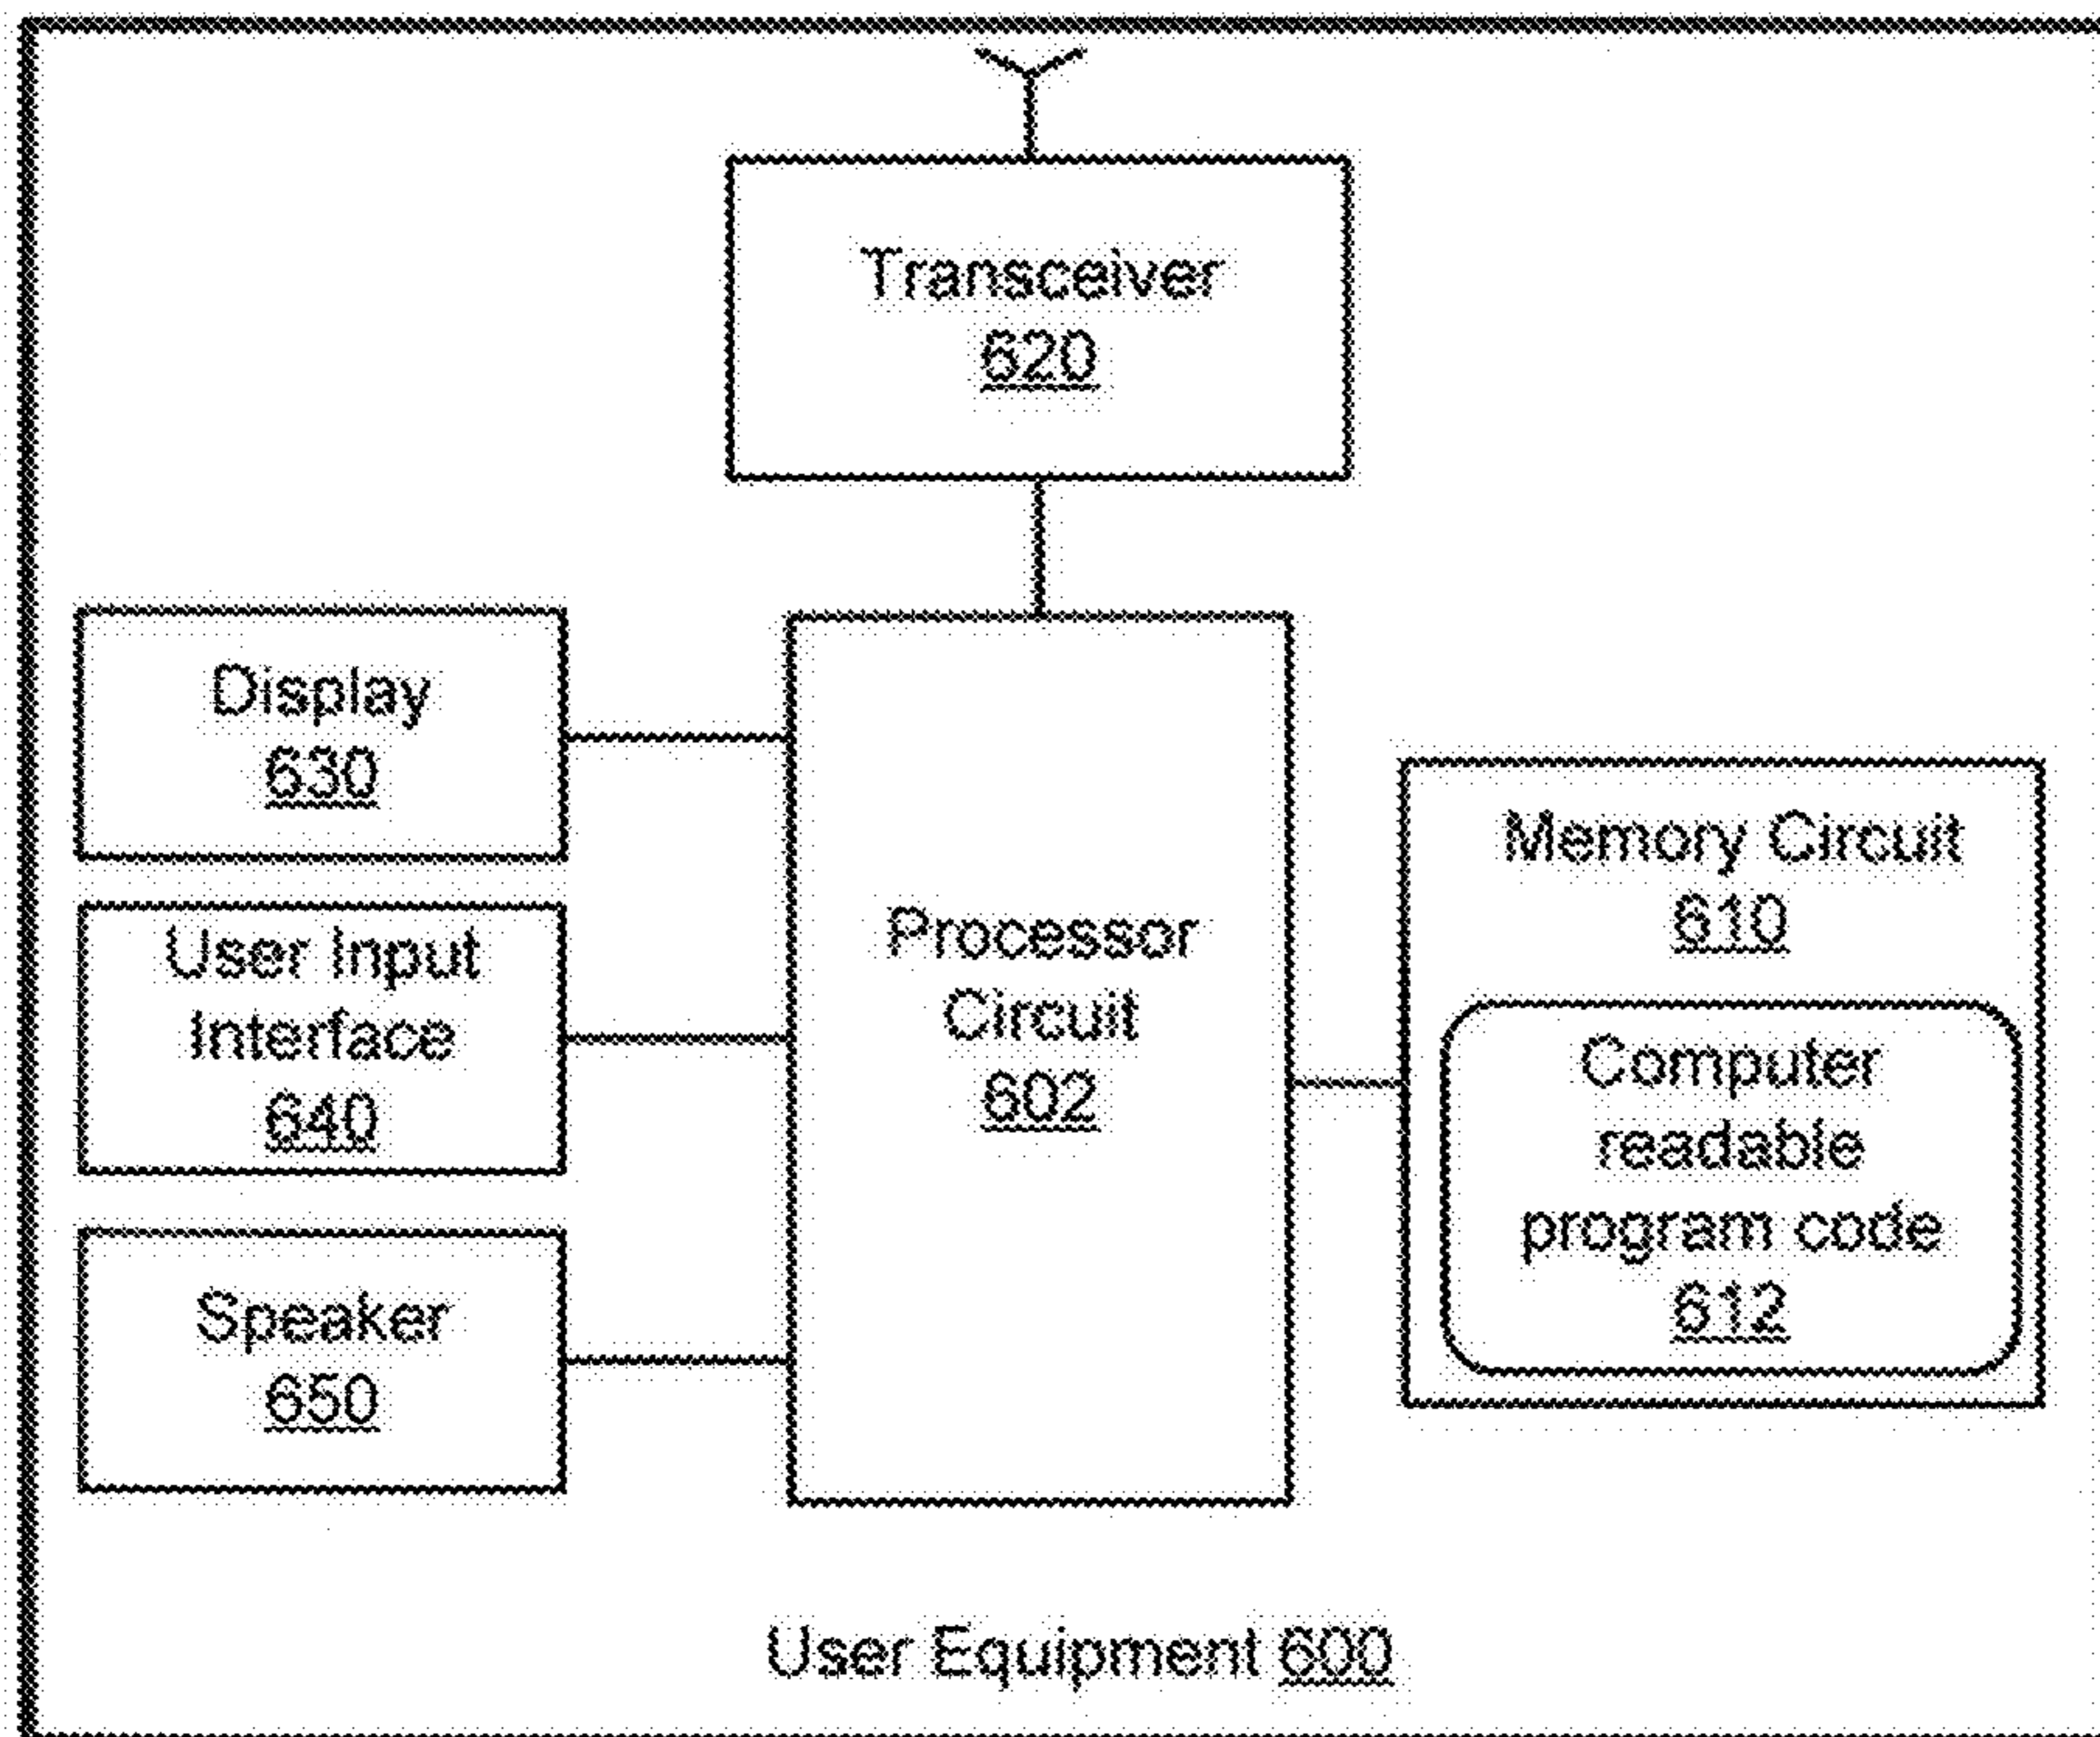 Transceiver
620
Display
630
User Input
Interface
640
Speaker
650
Processor
Circuit
602
Memory Circuit
610
Computer
readable
program code
612
User Equipment 600